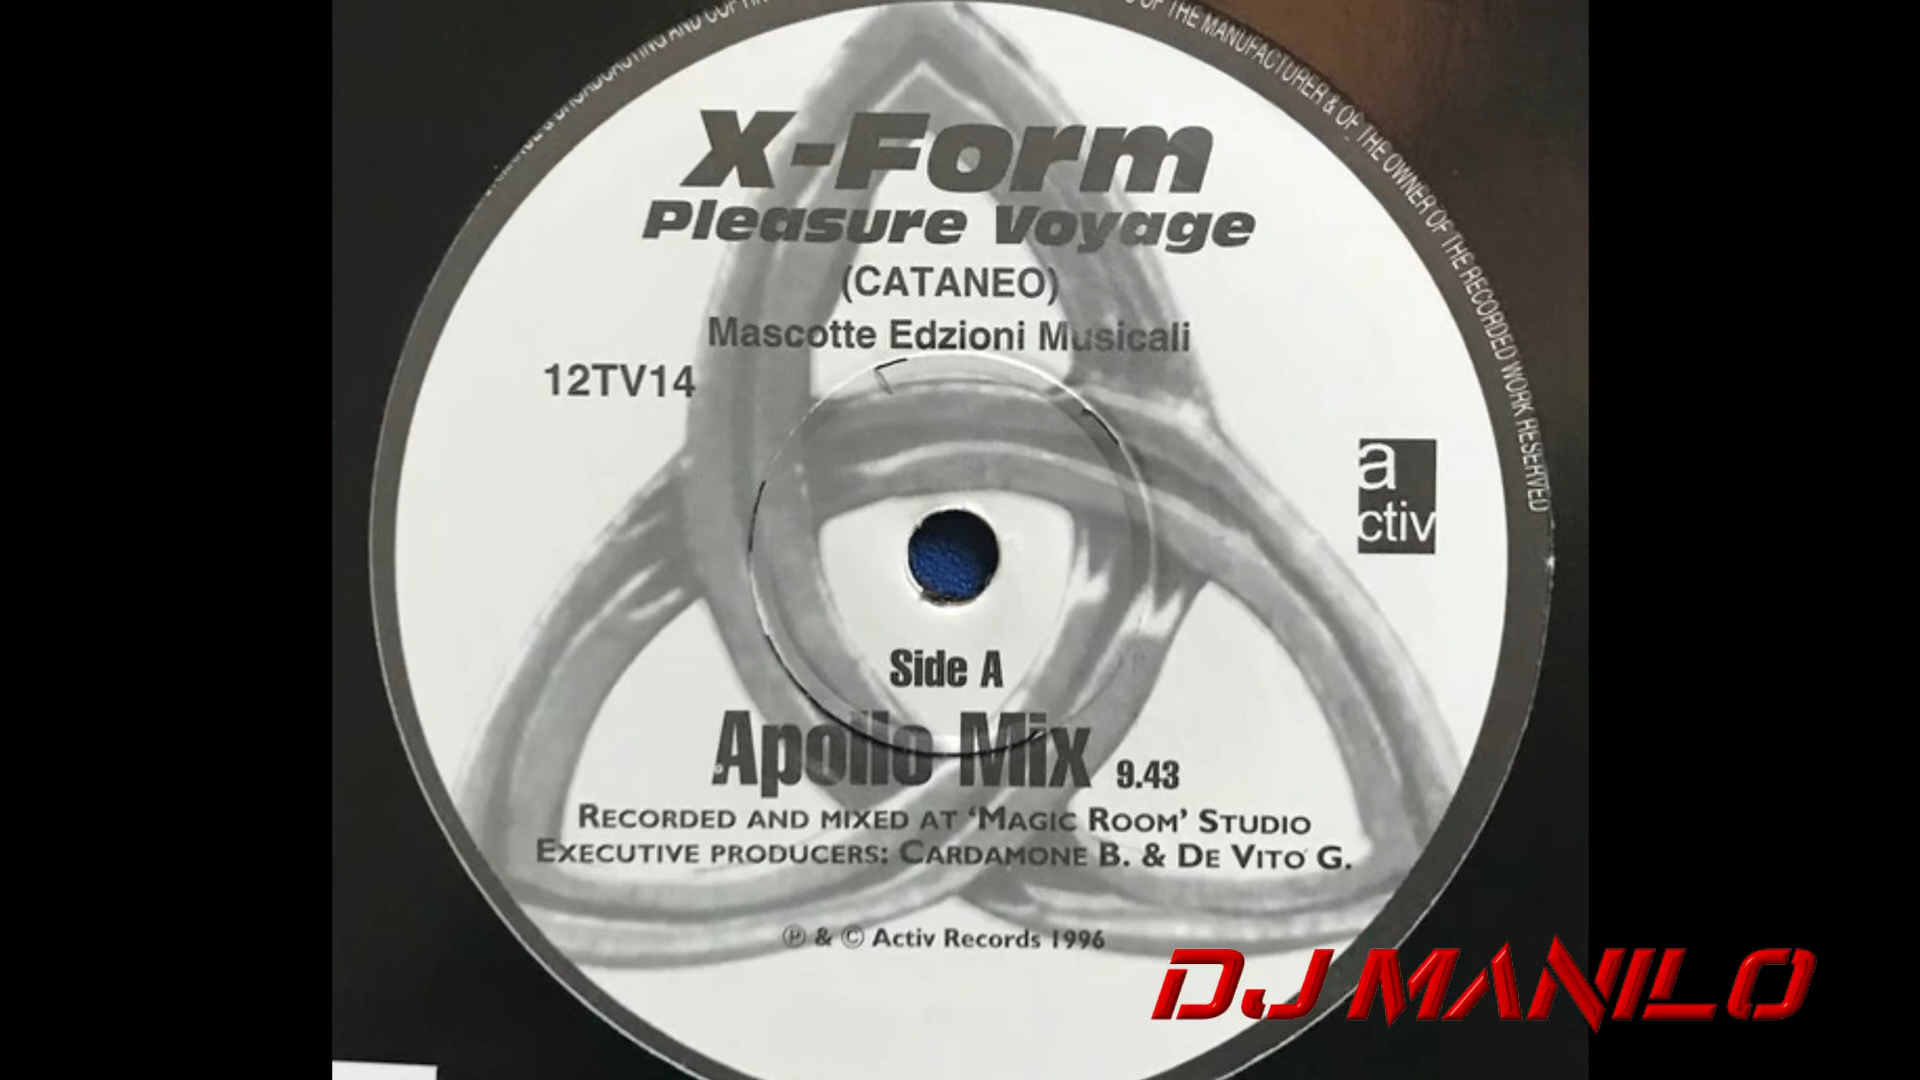 BROADCASTING AND
OF THE MANUFACTURER & OF THE OWNER OF THE RECORDED WORK RESERVED
X-Form
Pleasure Voyage
(CATANEO)
Mascotte Edzioni Musicali
12TV14
a
ctiv
Side A
Apollo Mix 9.43
RECORDED AND MIXED AT ‘MAGIC ROOM’ STUDIO
EXECUTIVE PRODUCERS: CARDAMONE B. & DE VITO G.
℗ & © Activ Records 1996
DJ MANILO